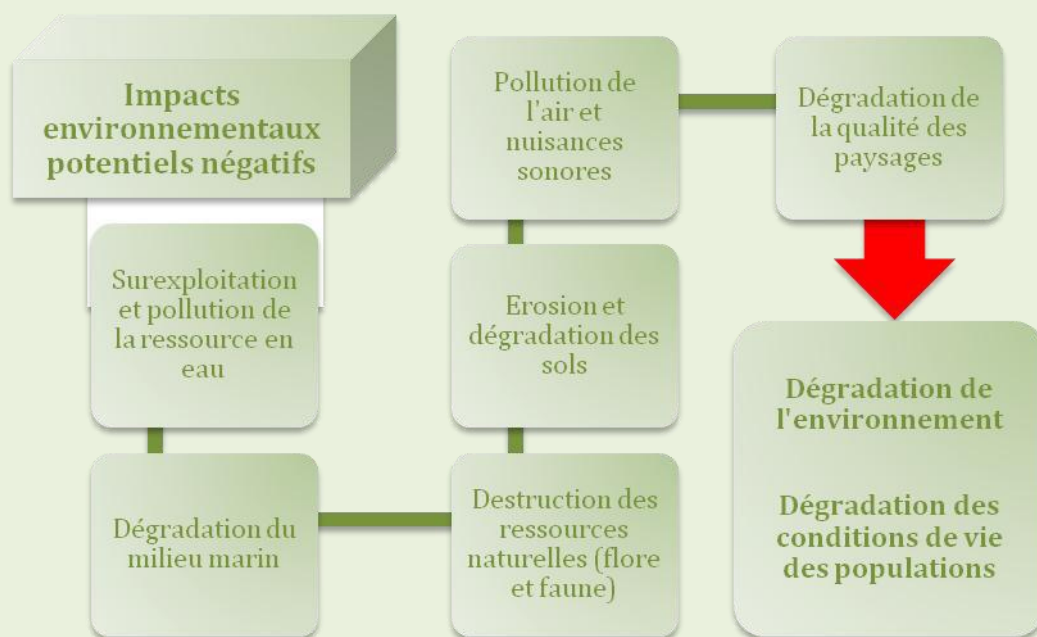 Impacts
environnementaux
potentiels négatifs
Surexploitation
et pollution de
la ressource en
eau
Dégradation du
milieu marin
Destruction des
ressources
naturelles (flore
et faune)
Erosion et
dégradation des
sols
Pollution de
l'air et
nuisances
sonores
Dégradation de
la qualité des
paysages
Dégradation de
l'environnement
Dégradation des
conditions de vie
des populations